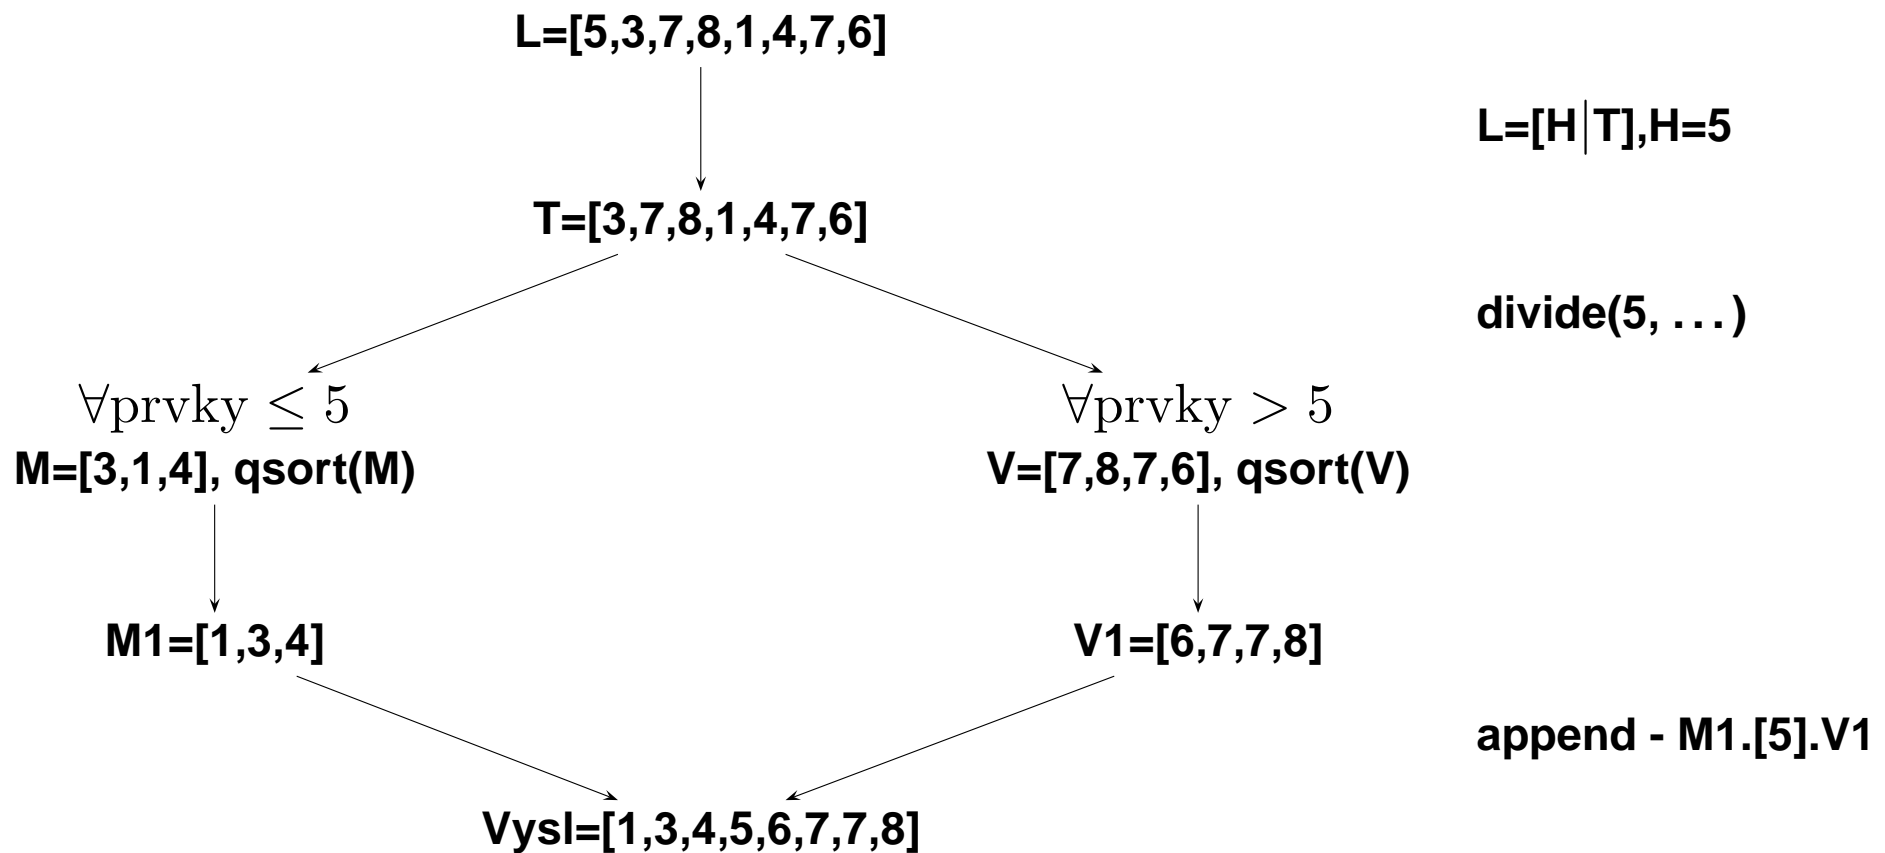 L=[5,3,7,8,1,4,7,6]
L=[H|T],H=5
T=[3,7,8,1,4,7,6]
divide(5, ...)
∀prvky ≤ 5
∀prvky > 5
M=[3,1,4], qsort(M)
V=[7,8,7,6], qsort(V)
M1=[1,3,4]
V1=[6,7,7,8]
append - M1.[5].V1
Vysl=[1,3,4,5,6,7,7,8]